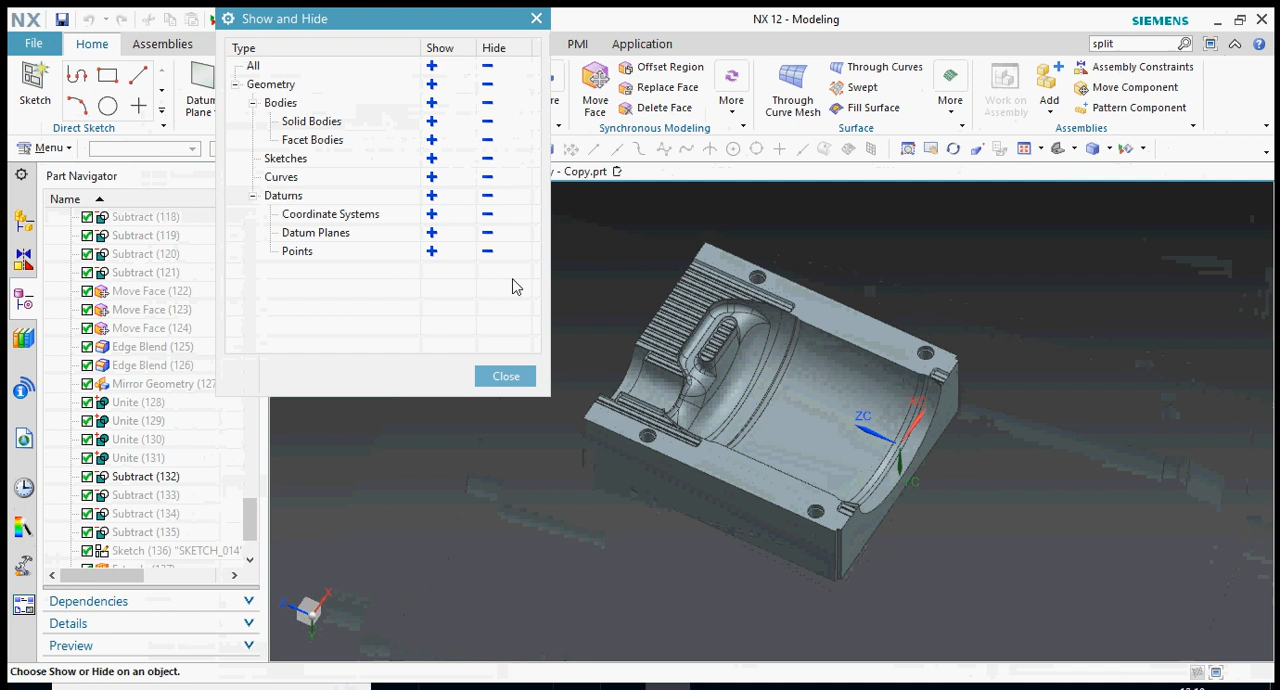 NX
Show and Hide
NX 12 - Modeling
SIEMENS
File
Home
Assemblies
PMI
Application
split
Type
Show
Hide
All
Geometry
Bodies
Solid Bodies
Facet Bodies
Sketches
Curves
Datums
Coordinate Systems
Datum Planes
Points
Close
Sketch
Direct Sketch
Datum
Plane
Move
Face
Offset Region
Replace Face
Delete Face
More
Synchronous Modeling
Through
Curve Mesh
Through Curves
Swept
Fill Surface
More
Surface
Work on
Assembly
Add
Assembly Constraints
Move Component
Pattern Component
Assemblies
Menu
- Copy.prt
Part Navigator
Name
Subtract (118)
Subtract (119)
Subtract (120)
Subtract (121)
Move Face (122)
Move Face (123)
Move Face (124)
Edge Blend (125)
Edge Blend (126)
Mirror Geometry (127
Unite (128)
Unite (129)
Unite (130)
Unite (131)
Subtract (132)
Subtract (133)
Subtract (134)
Subtract (135)
Sketch (136) "SKETCH_014"
Dependencies
Details
Preview
ZC
X
Choose Show or Hide on an object.